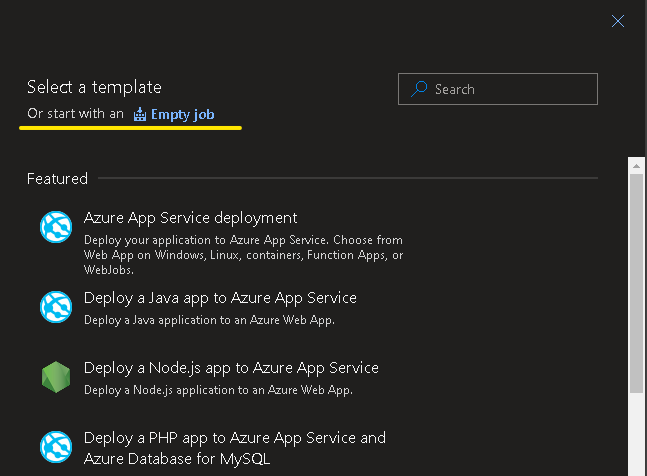 Select a template
Search
Or start with an Empty job
Featured
Azure App Service deployment
Deploy your application to Azure App Service. Choose from
Web App on Windows, Linux, containers, Function Apps, or
WebJobs.
Deploy a Java app to Azure App Service
Deploy a Java application to an Azure Web App.
Deploy a Node.js app to Azure App Service
Deploy a Node.js application to an Azure Web App.
Deploy a PHP app to Azure App Service and
Azure Database for MySQL